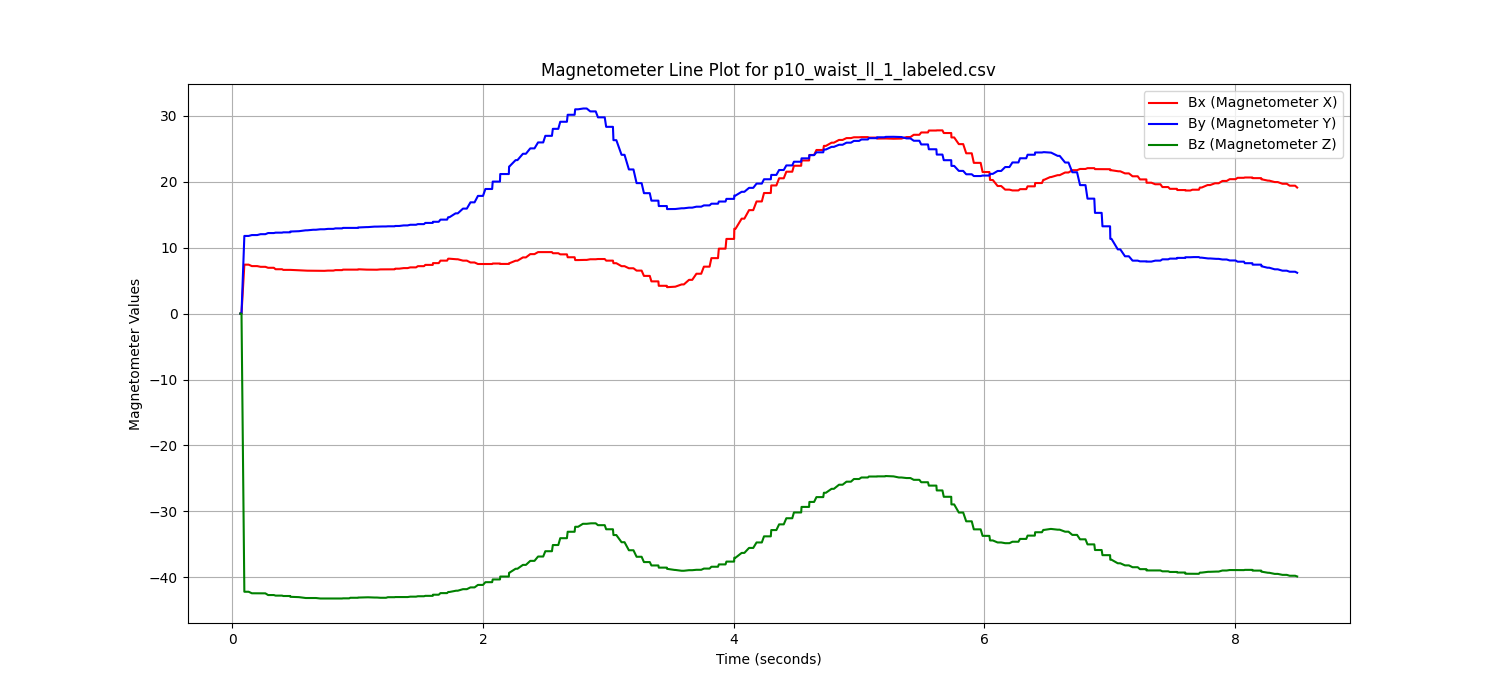 Magnetometer Line Plot for p10_waist_ll_1_labeled.csv
Bx (Magnetometer X)
By (Magnetometer Y)
Bz (Magnetometer Z)
Magnetometer Values
30
20
10
0
−10
−20
−30
−40
0 2 4 6 8
Time (seconds)